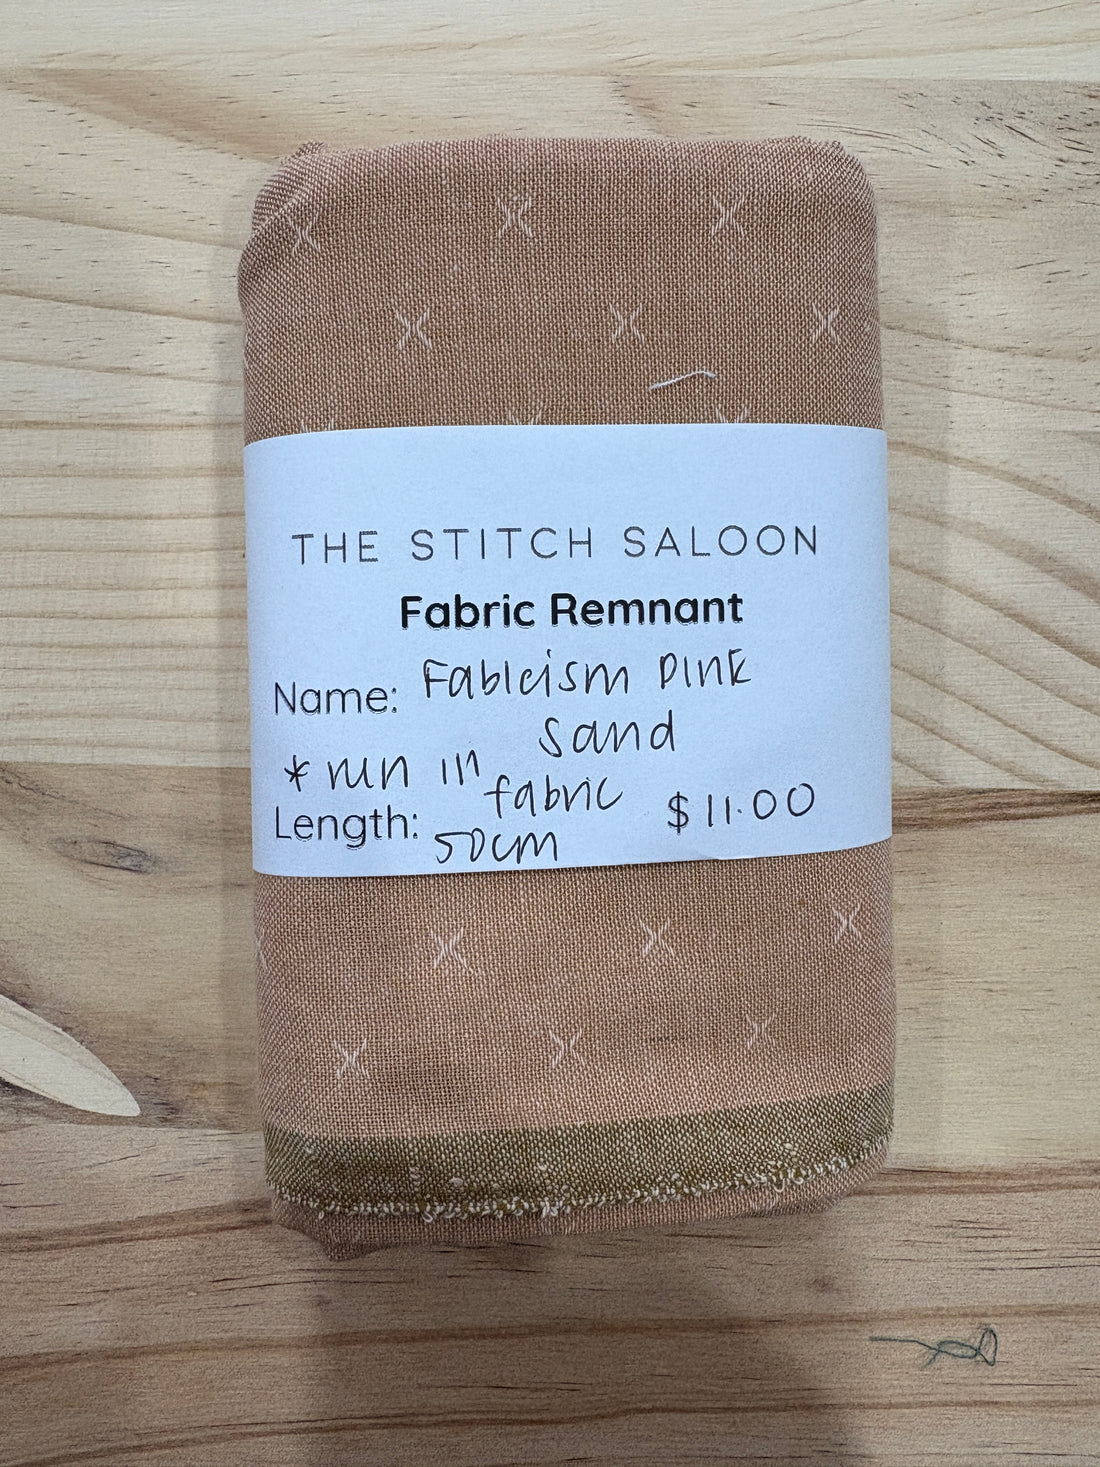 THE STITCH SALOON
Fabric Remnant
Name: Fableism Pink
Sand
* run in fabric
$11.00
Length: 50cm